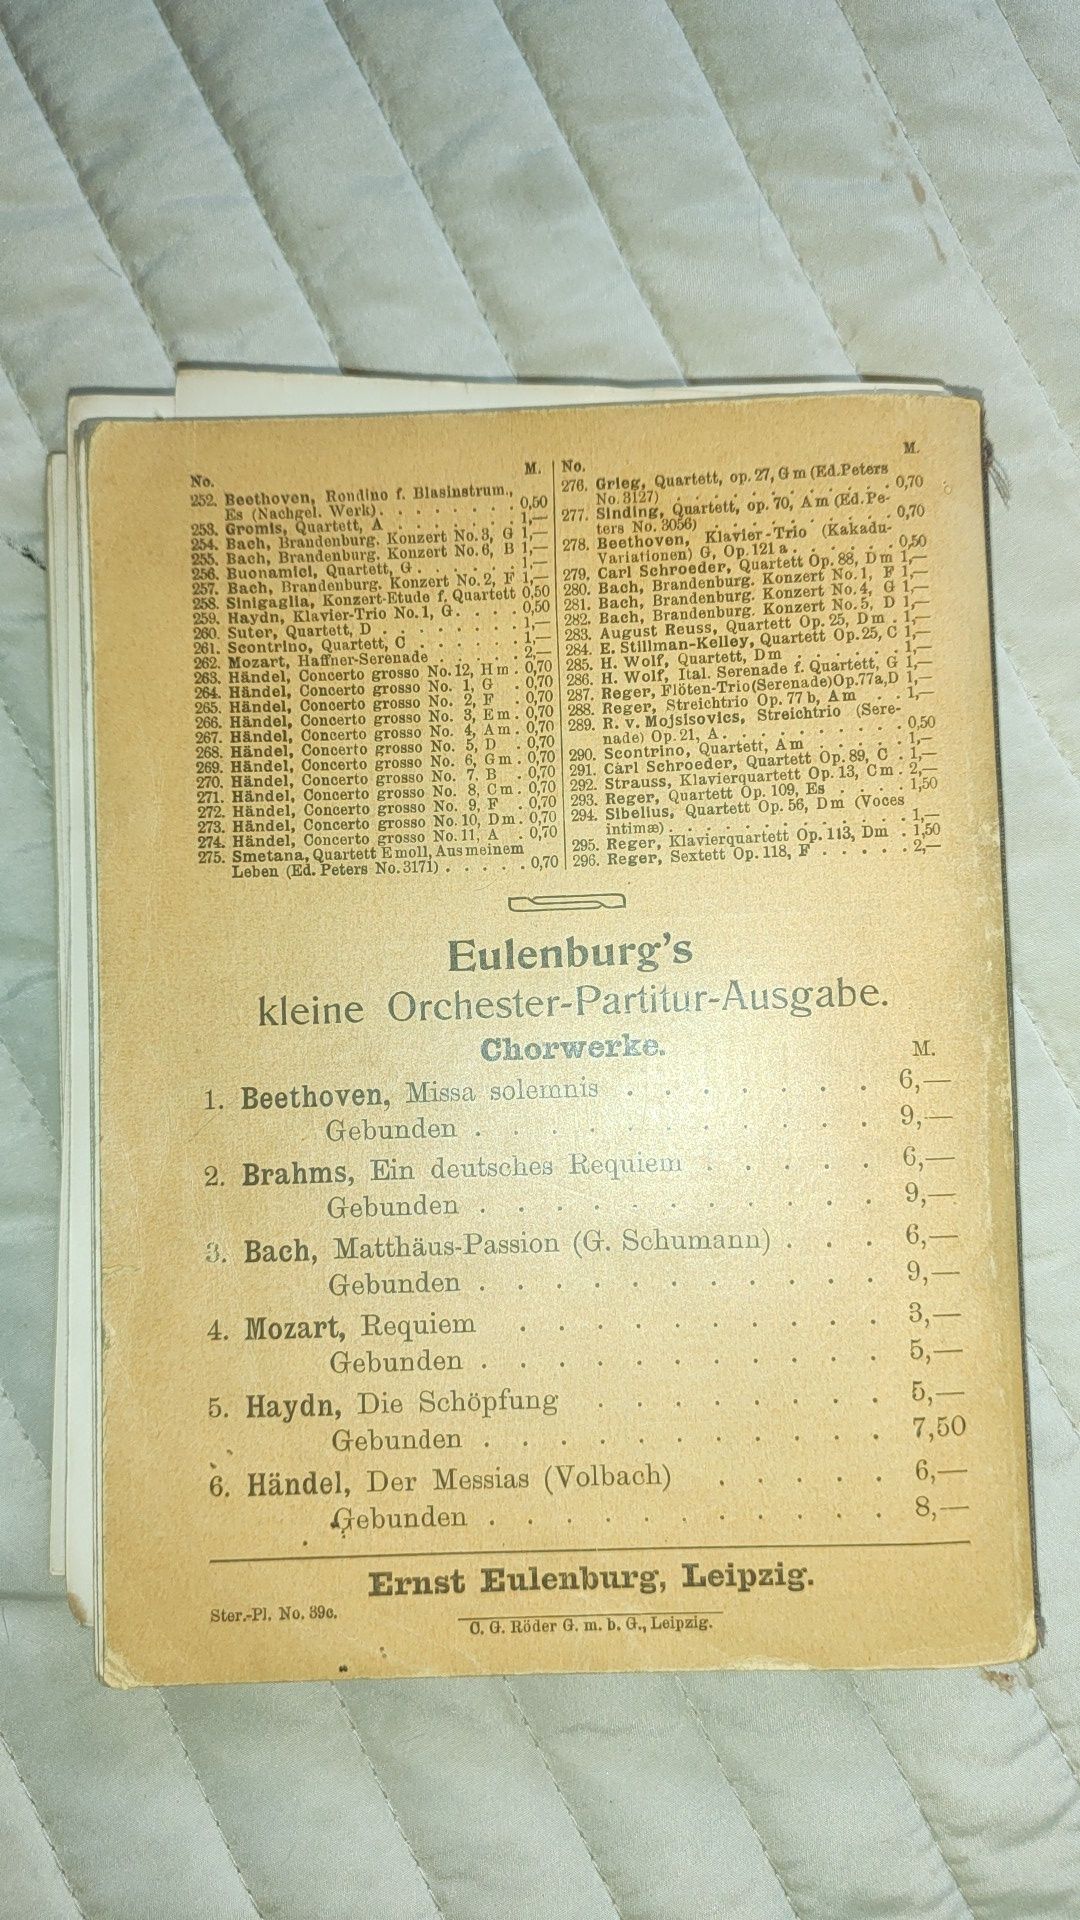 No. M.
252. Beethoven, Rondino f. Blasinstrum.,
Es (Nachgel. Werk) . . . . . . . 0,50
253. Gromis, Quartett, A . . . . . . . 1,—
254. Bach, Brandenburg. Konzert No. 3, G 1,—
255. Bach, Brandenburg. Konzert No. 6, B 1,—
256. Buonamici, Quartett, G . . . . . . 1,—
257. Bach, Brandenburg. Konzert No. 2, F 1,—
258. Sinigaglia, Konzert-Etude f. Quartett 0,50
259. Haydn, Klavier-Trio No. 1, G . . . . 0,50
260. Suter, Quartett, D . . . . . . . . 1,—
261. Scontrino, Quartett, C . . . . . . 1,—
262. Mozart, Haffner-Serenade . . . . . 2,—
263. Händel, Concerto grosso No. 12, Hm . 0,70
264. Händel, Concerto grosso No. 1, G . 0,70
265. Händel, Concerto grosso No. 2, F . 0,70
266. Händel, Concerto grosso No. 3, Em . 0,70
267. Händel, Concerto grosso No. 4, Am . 0,70
268. Händel, Concerto grosso No. 5, D . 0,70
269. Händel, Concerto grosso No. 6, Gm . 0,70
270. Händel, Concerto grosso No. 7, B . 0,70
271. Händel, Concerto grosso No. 8, Cm . 0,70
272. Händel, Concerto grosso No. 9, F . 0,70
273. Händel, Concerto grosso No. 10, Dm . 0,70
274. Händel, Concerto grosso No. 11, A . 0,70
275. Smetana, Quartett Emoll, Aus meinem
Leben (Ed. Peters No. 3171) . . . . . 0,70
No. M.
276. Grieg, Quartett, op. 27, Gm (Ed. Peters
No. 3127) . . . . . . . . . . . 0,70
277. Sinding, Quartett, op. 70, Am (Ed. Pe-
ters No. 3056) . . . . . . . . . 0,70
278. Beethoven, Klavier-Trio (Kakadu-
Variationen) G, Op. 121a . . . . . . 0,50
279. Carl Schroeder, Quartett Op. 88, Dm 1,—
280. Bach, Brandenburg. Konzert No. 1, F 1,—
281. Bach, Brandenburg. Konzert No. 4, G 1,—
282. Bach, Brandenburg. Konzert No. 5, D 1,—
283. August Reuss, Quartett Op. 25, Dm . 1,—
284. E. Stillman-Kelley, Quartett Op. 25, C 1,—
285. H. Wolf, Quartett, Dm . . . . . . 1,—
286. H. Wolf, Ital. Serenade f. Quartett, G 1,—
287. Reger, Flöten-Trio (Serenade) Op. 77a, D 1,—
288. Reger, Streichtrio Op. 77b, Am . . 1,—
289. R. v. Mojsisovics, Streichtrio (Sere-
nade) Op. 21, A . . . . . . . . . . 0,50
290. Scontrino, Quartett, Am . . . . . . 1,—
291. Carl Schroeder, Quartett Op. 89, C . 1,—
292. Strauss, Klavierquartett Op. 13, Cm . 2,—
293. Reger, Quartett Op. 109, Es . . . . 1,50
294. Sibelius, Quartett Op. 56, Dm (Voces
intimæ) . . . . . . . . . . . . 1,—
295. Reger, Klavierquartett Op. 113, Dm . 1,50
296. Reger, Sextett Op. 118, F . . . . . . 2,—
Eulenburg's
kleine Orchester-Partitur-Ausgabe.
Chorwerke.
M.
1. Beethoven, Missa solemnis . . . . . . . 6,—
Gebunden . . . . . . . . . . . 9,—
2. Brahms, Ein deutsches Requiem . . . . . 6,—
Gebunden . . . . . . . . . . . 9,—
3. Bach, Matthäus-Passion (G. Schumann) . . . 6,—
Gebunden . . . . . . . . . . . 9,—
4. Mozart, Requiem . . . . . . . . . . 3,—
Gebunden . . . . . . . . . . . 5,—
5. Haydn, Die Schöpfung . . . . . . . . 5,—
Gebunden . . . . . . . . . . . 7,50
6. Händel, Der Messias (Volbach) . . . . . 6,—
Gebunden . . . . . . . . . . . 8,—
Ernst Eulenburg, Leipzig.
Ster.-Pl. No. 39c.
C. G. Röder G. m. b. G., Leipzig.